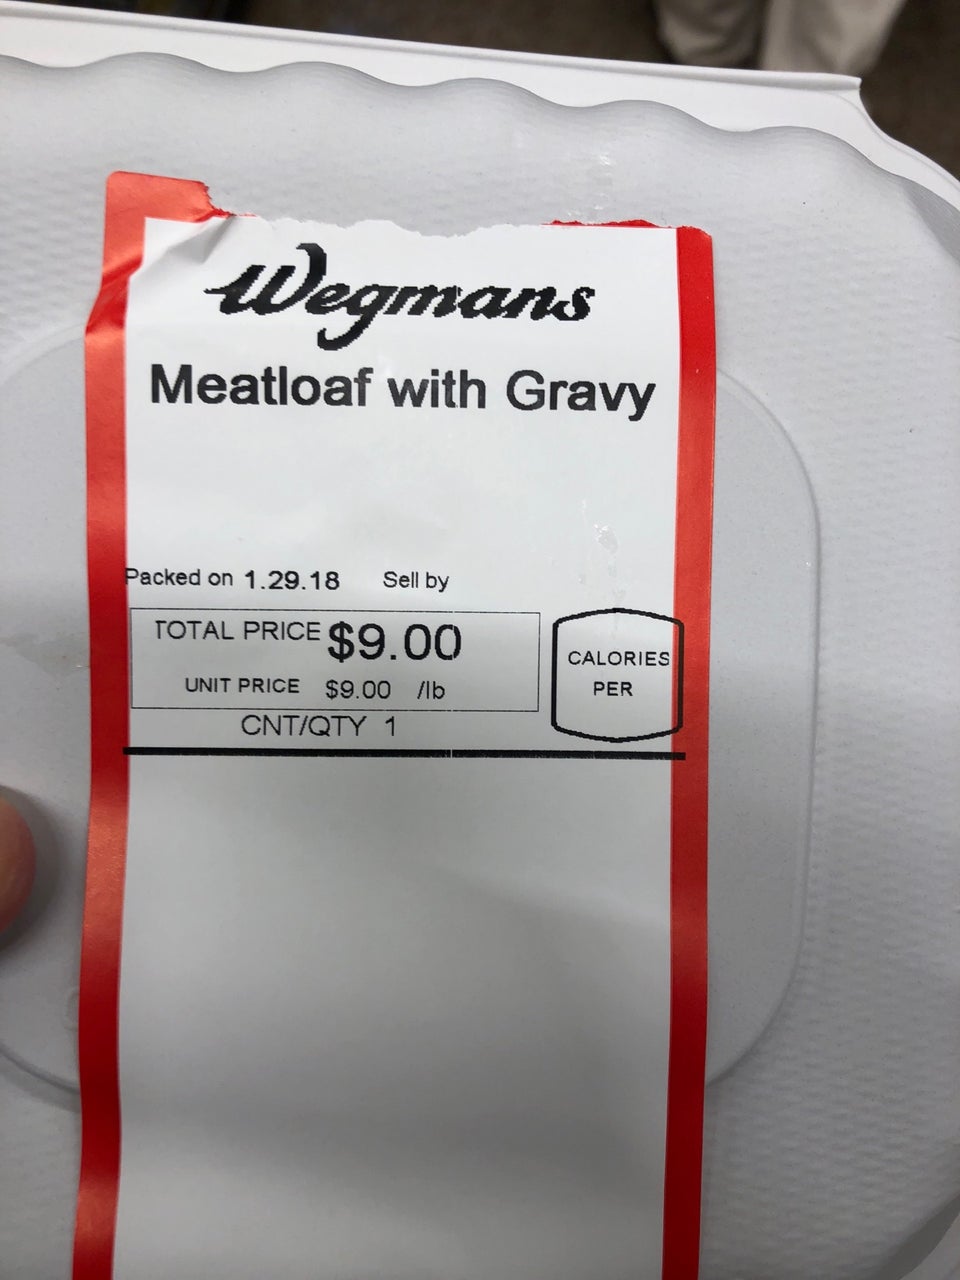 Wegmans
Meatloaf with Gravy
Packed on 1.29.18 Sell by
TOTAL PRICE $9.00
UNIT PRICE $9.00 /lb
CNT/QTY 1
CALORIES
PER